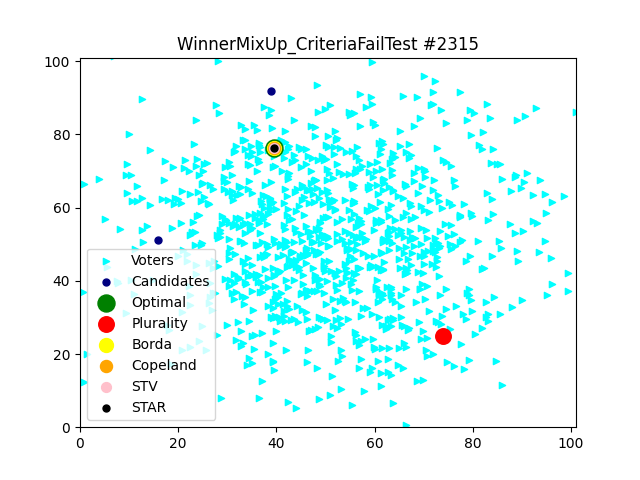 WinnerMixUp_CriteriaFailTest #2315
100
80
60
40
20
0
Voters
Candidates
Optimal
Plurality
Borda
Copeland
STV
STAR
0 20 40 60 80 100